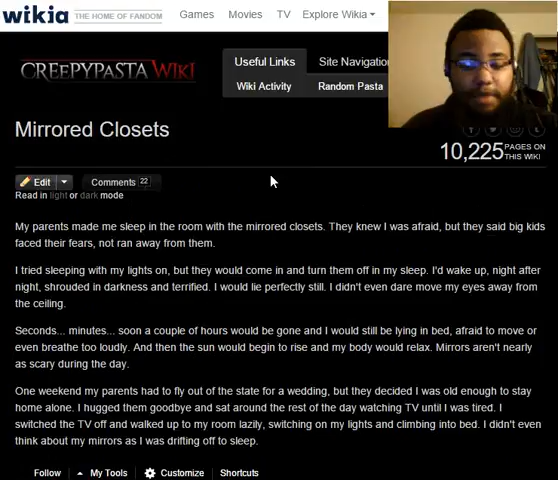 wikia THE HOME OF FANDOM Games Movies TV Explore Wikia
CREEPYPASTA WIKI
Useful Links Site Navigation
Wiki Activity Random Pasta
Mirrored Closets
10,225 PAGES ON THIS WIKI
Edit Comments 22
Read in light or dark mode
My parents made me sleep in the room with the mirrored closets. They knew I was afraid, but they said big kids
faced their fears, not ran away from them.
I tried sleeping with my lights on, but they would come in and turn them off in my sleep. I'd wake up, night after
night, shrouded in darkness and terrified. I would lie perfectly still. I didn't even dare move my eyes away from
the ceiling.
Seconds... minutes... soon a couple of hours would be gone and I would still be lying in bed, afraid to move or
even breathe too loudly. And then the sun would begin to rise and my body would relax. Mirrors aren't nearly
as scary during the day.
One weekend my parents had to fly out of the state for a wedding, but they decided I was old enough to stay
home alone. I hugged them goodbye and sat around the rest of the day watching TV until I was tired. I
switched the TV off and walked up to my room lazily, switching on my lights and climbing into bed. I didn't even
think about my mirrors as I was drifting off to sleep.
Follow My Tools Customize Shortcuts